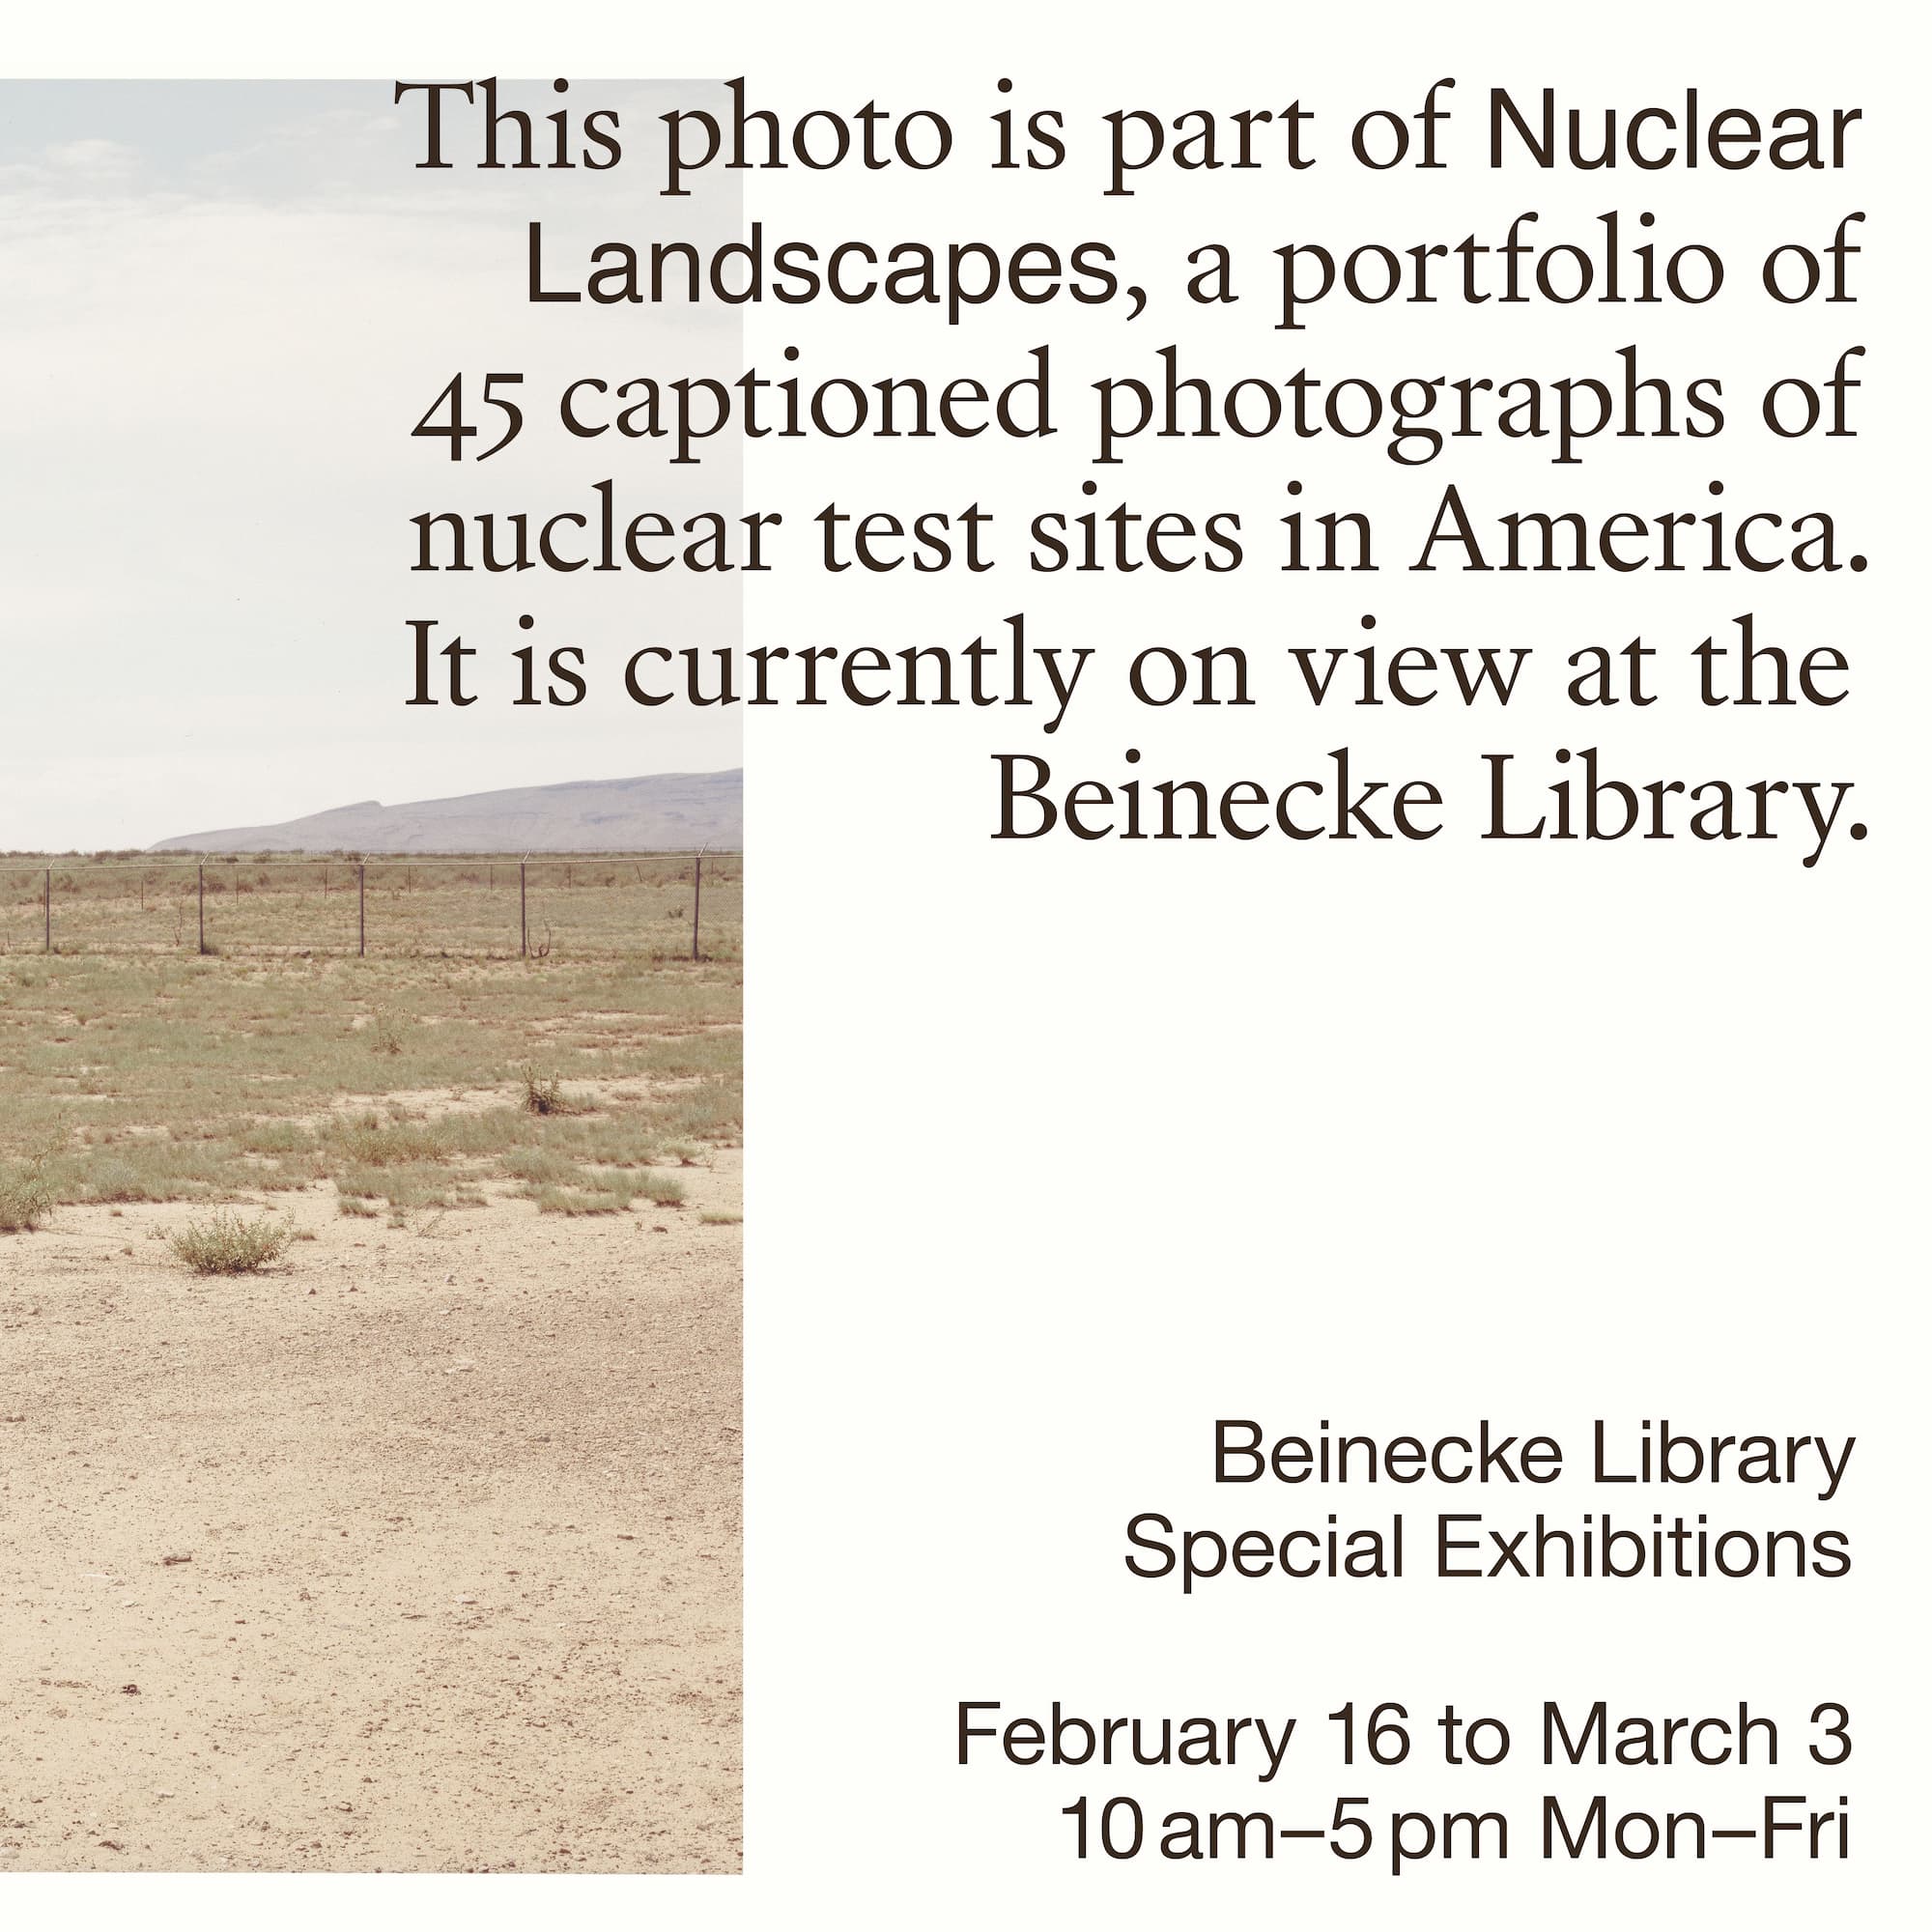 This photo is part of Nuclear
Landscapes, a portfolio of
45 captioned photographs of
nuclear test sites in America.
It is currently on view at the
Beinecke Library.
Beinecke Library
Special Exhibitions
February 16 to March 3
10 am–5 pm Mon–Fri